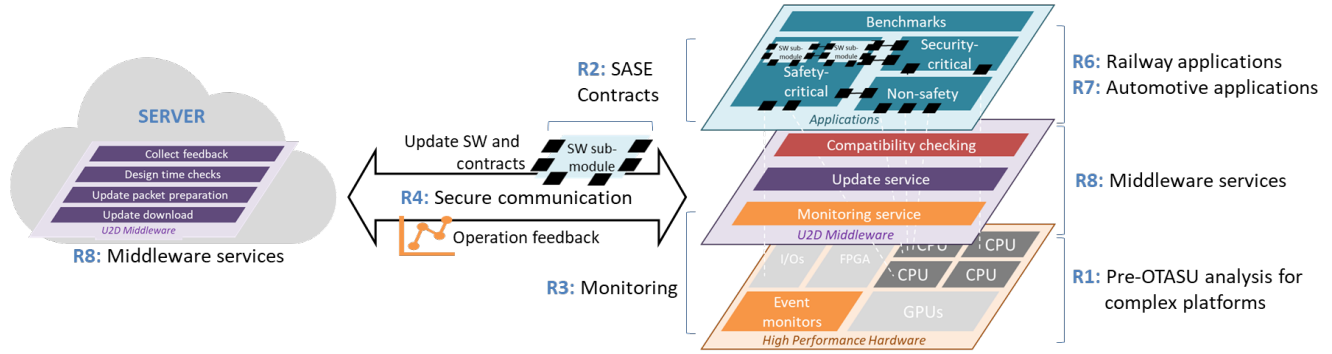 SERVER
Collect feedback
Design time checks
Update packet preparation
Update download
U2D Middleware
R8: Middleware services
Update SW and
contracts
SW sub-
module
R4: Secure communication
Operation feedback
R2: SASE
Contracts
R3: Monitoring
Benchmarks
SW sub-
module
SW sub-
module
Security-
critical
Safety-
critical
Non-safety
Applications
Compatibility checking
Update service
Monitoring service
U2D Middleware
I/Os
FPGA
CPU
CPU
CPU
CPU
Event
monitors
GPUs
High Performance Hardware
R6: Railway applications
R7: Automotive applications
R8: Middleware services
R1: Pre-OTASU analysis for
complex platforms